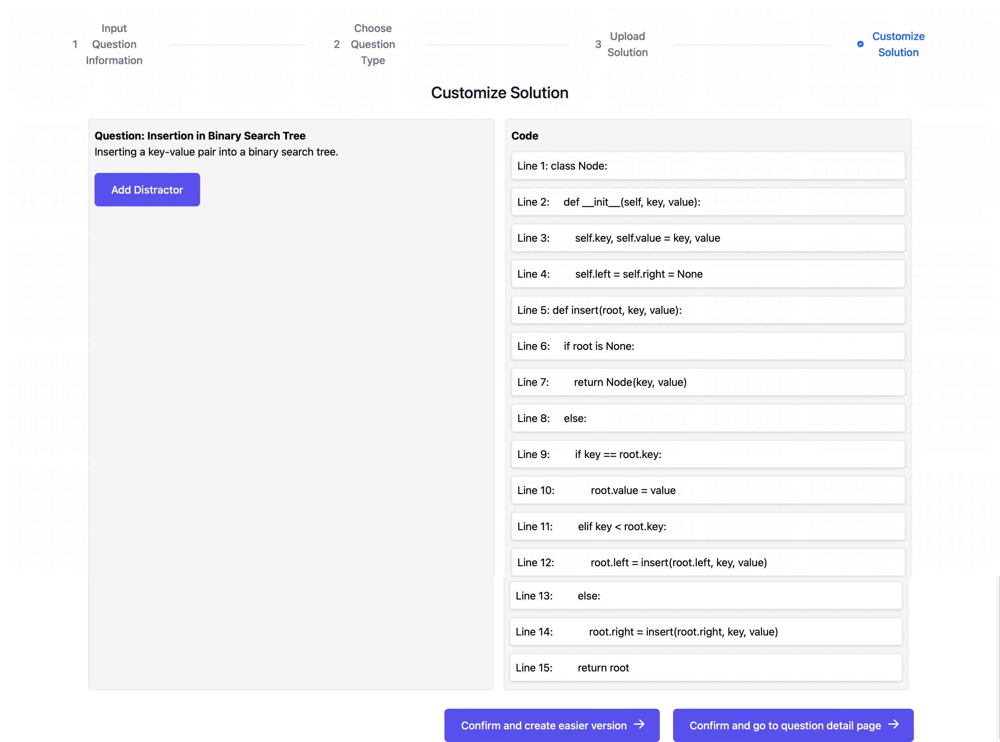 1
Input
Question
Information
2
Choose
Question
Type
3
Upload
Solution
Customize
Solution
Customize Solution
Question: Insertion in Binary Search Tree
Inserting a key-value pair into a binary search tree.
Add Distractor
Code
Line 1: class Node:
Line 2:     def __init__(self, key, value):
Line 3:         self.key, self.value = key, value
Line 4:         self.left = self.right = None
Line 5: def insert(root, key, value):
Line 6:     if root is None:
Line 7:         return Node(key, value)
Line 8:     else:
Line 9:         if key == root.key:
Line 10:             root.value = value
Line 11:         elif key < root.key:
Line 12:             root.left = insert(root.left, key, value)
Line 13:         else:
Line 14:             root.right = insert(root.right, key, value)
Line 15:         return root
Confirm and create easier version →
Confirm and go to question detail page →